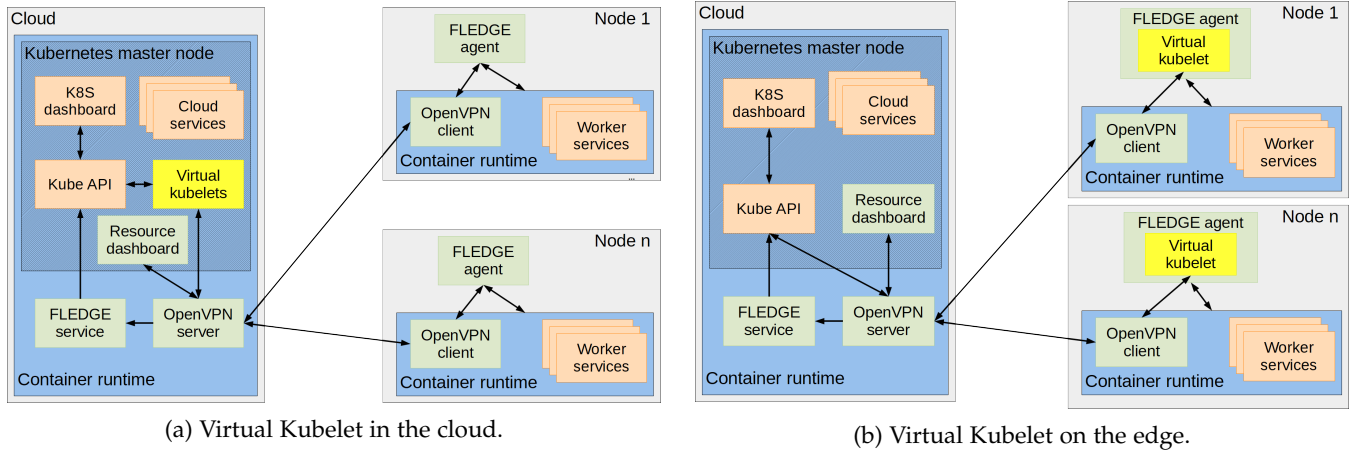 Cloud
Kubernetes master node
K8S
dashboard
Cloud
services
Kube API
Virtual
kubelets
Resource
dashboard
FLEDGE
service
OpenVPN
server
Container runtime
Node 1
FLEDGE
agent
OpenVPN
client
Worker
services
Container runtime
...
Node n
FLEDGE
agent
OpenVPN
client
Worker
services
Container runtime
(a) Virtual Kubelet in the cloud.
Cloud
Kubernetes master node
K8S
dashboard
Cloud
services
Kube API
Resource
dashboard
FLEDGE
service
OpenVPN
server
Container runtime
Node 1
FLEDGE agent
Virtual
kubelet
OpenVPN
client
Worker
services
Container runtime
Node n
FLEDGE agent
Virtual
kubelet
OpenVPN
client
Worker
services
Container runtime
(b) Virtual Kubelet on the edge.